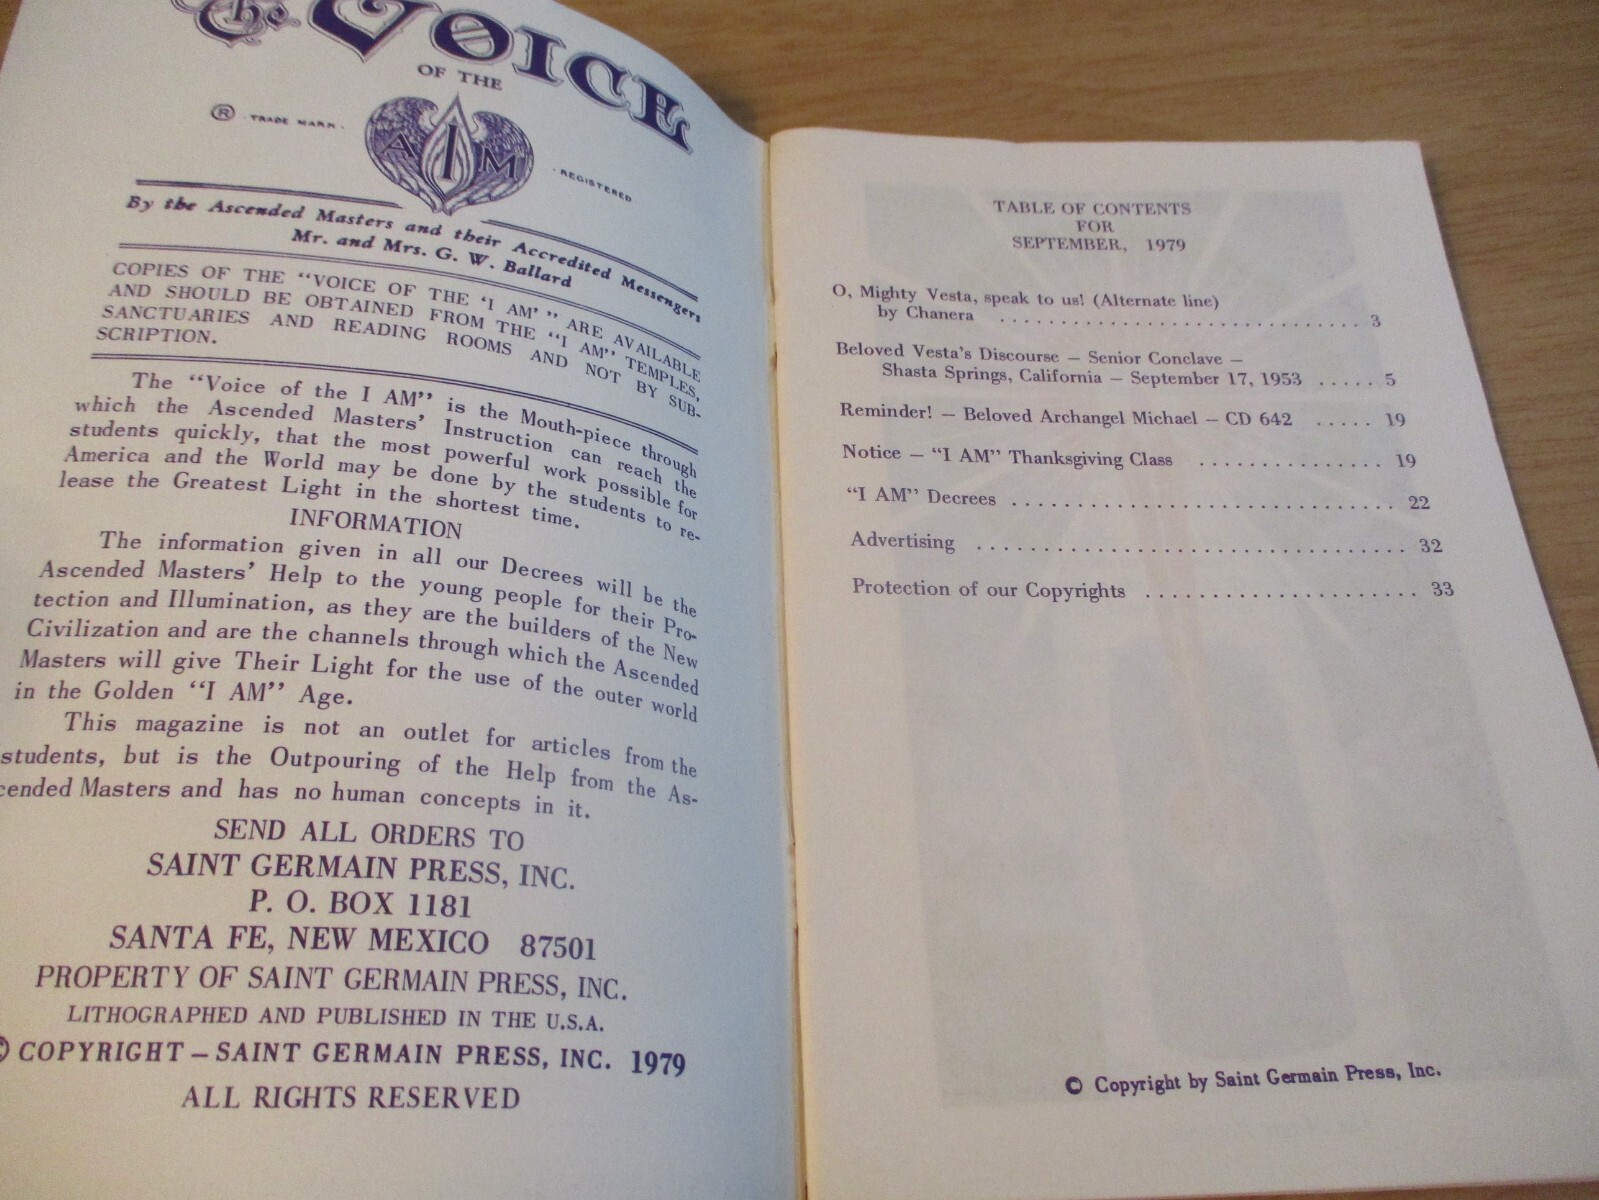 The VOICE
OF THE
® · TRADE MARK ·
A I M
· REGISTERED
By the Ascended Masters and their Accredited Messengers
Mr. and Mrs. G. W. Ballard
COPIES OF THE "VOICE OF THE 'I AM' " ARE AVAILABLE
AND SHOULD BE OBTAINED FROM THE "I AM" TEMPLES,
SANCTUARIES AND READING ROOMS AND NOT BY SUB-
SCRIPTION.
The "Voice of the I AM" is the Mouth-piece through
which the Ascended Masters' Instruction can reach the
students quickly, that the most powerful work possible for
America and the World may be done by the students to re-
lease the Greatest Light in the shortest time.
INFORMATION
The information given in all our Decrees will be the
Ascended Masters' Help to the young people for their Pro-
tection and Illumination, as they are the builders of the New
Civilization and are the channels through which the Ascended
Masters will give Their Light for the use of the outer world
in the Golden "I AM" Age.
This magazine is not an outlet for articles from the
students, but is the Outpouring of the Help from the As-
cended Masters and has no human concepts in it.
SEND ALL ORDERS TO
SAINT GERMAIN PRESS, INC.
P. O. BOX 1181
SANTA FE, NEW MEXICO 87501
PROPERTY OF SAINT GERMAIN PRESS, INC.
LITHOGRAPHED AND PUBLISHED IN THE U.S.A.
© COPYRIGHT – SAINT GERMAIN PRESS, INC. 1979
ALL RIGHTS RESERVED
TABLE OF CONTENTS
FOR
SEPTEMBER, 1979
O, Mighty Vesta, speak to us! (Alternate line)
by Chanera .............................. 3
Beloved Vesta's Discourse – Senior Conclave –
Shasta Springs, California – September 17, 1953 ..... 5
Reminder! – Beloved Archangel Michael – CD 642 ..... 19
Notice – "I AM" Thanksgiving Class ............... 19
"I AM" Decrees ............................... 22
Advertising .................................. 32
Protection of our Copyrights ...................... 33
© Copyright by Saint Germain Press, Inc.